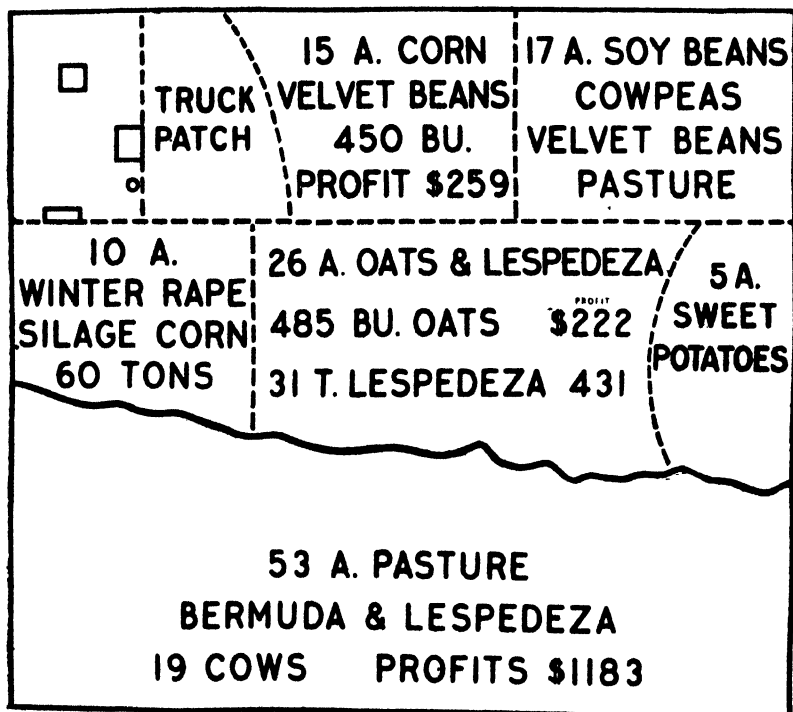 TRUCK
PATCH
15 A. CORN
VELVET BEANS
450 BU.
PROFIT $259
17 A. SOY BEANS
COWPEAS
VELVET BEANS
PASTURE
10 A.
WINTER RAPE
SILAGE CORN
60 TONS
26 A. OATS & LESPEDEZA
PROFIT
485 BU. OATS $222
31 T. LESPEDEZA 431
5 A.
SWEET
POTATOES
53 A. PASTURE
BERMUDA & LESPEDEZA
19 COWS PROFITS $1183